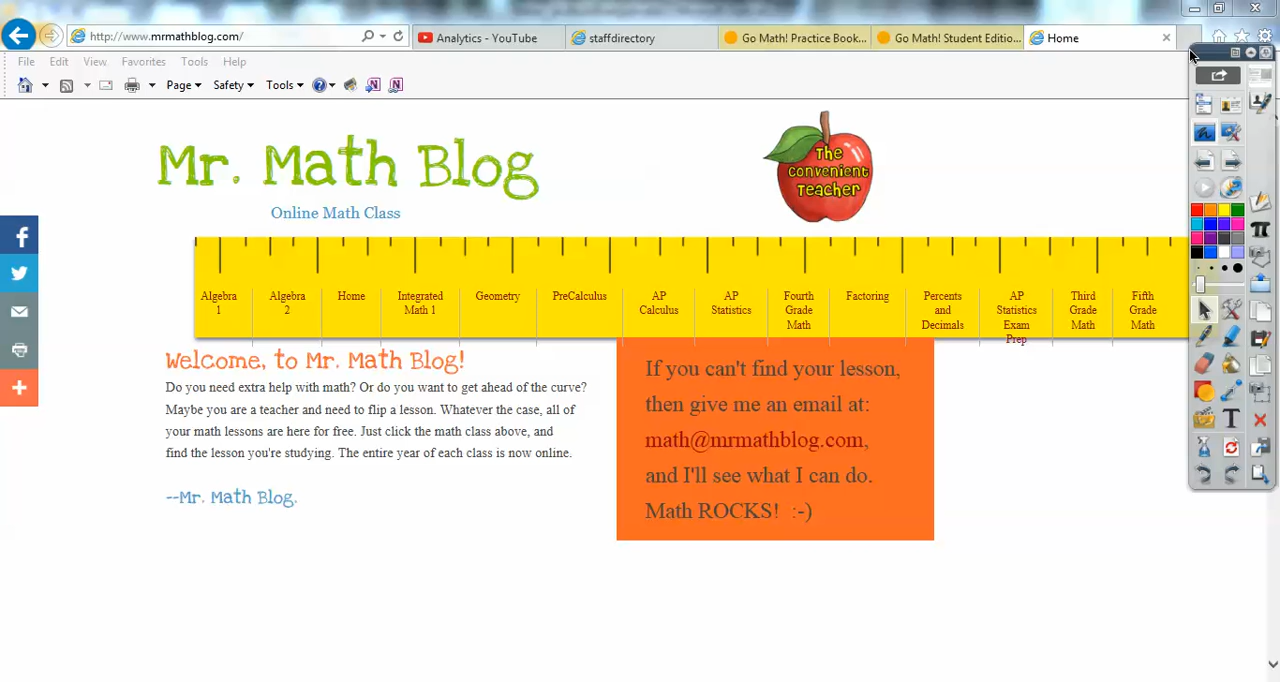 http://www.mrmathblog.com/
Analytics - YouTube
staffdirectory
Go Math! Practice Book...
Go Math! Student Editio...
Home
File Edit View Favorites Tools Help
Page Safety Tools
Mr. Math Blog
Online Math Class
The
Convenient
Teacher
Algebra 1
Algebra 2
Home
Integrated Math 1
Geometry
PreCalculus
AP Calculus
AP Statistics
Fourth Grade Math
Factoring
Percents and Decimals
AP Statistics Exam Prep
Third Grade Math
Fifth Grade Math
Welcome, to Mr. Math Blog!
Do you need extra help with math? Or do you want to get ahead of the curve?
Maybe you are a teacher and need to flip a lesson. Whatever the case, all of
your math lessons are here for free. Just click the math class above, and
find the lesson you're studying. The entire year of each class is now online.
--Mr. Math Blog.
If you can't find your lesson,
then give me an email at:
math@mrmathblog.com,
and I'll see what I can do.
Math ROCKS! :-)